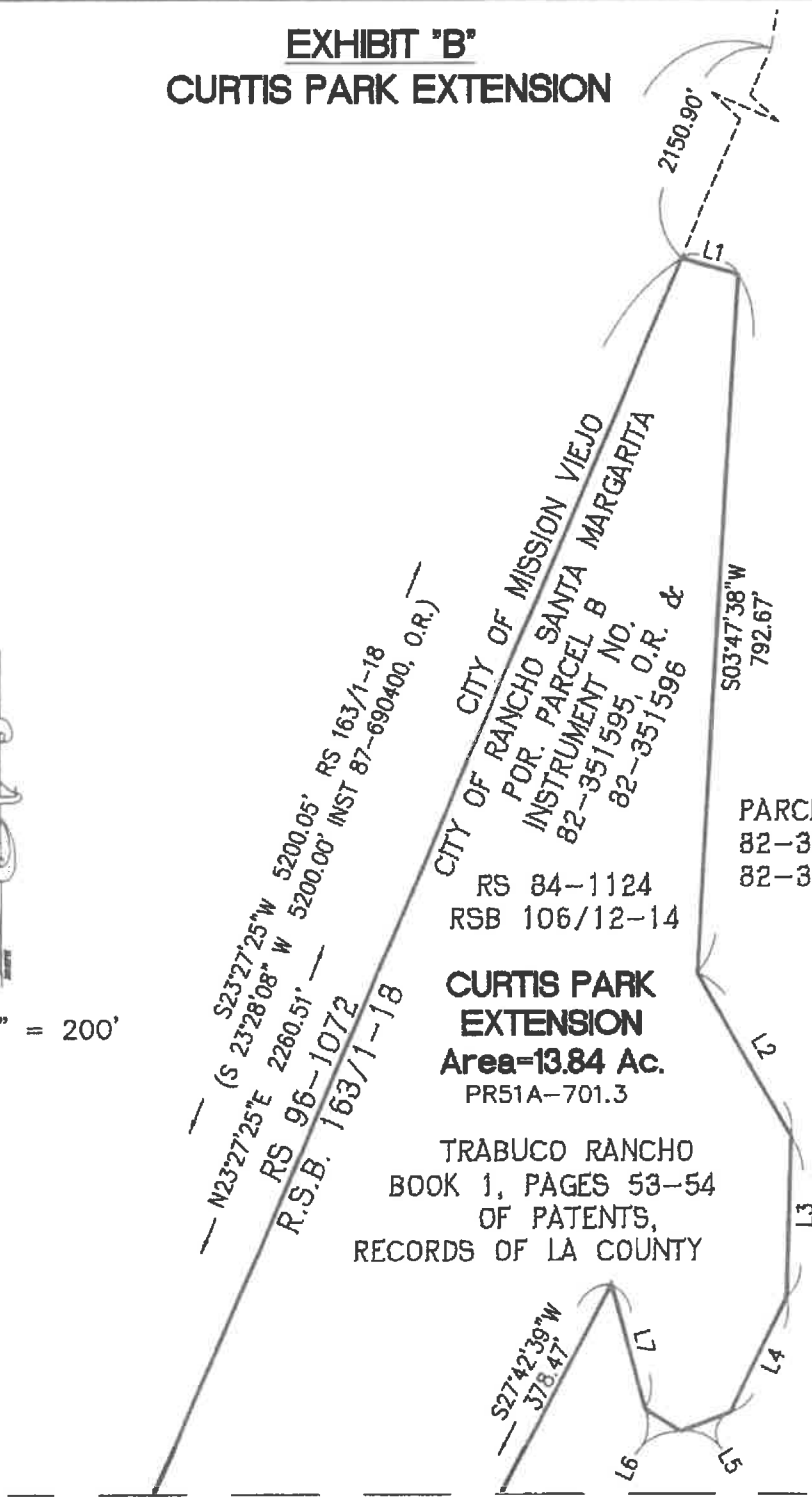 EXHIBIT "B"
CURTIS PARK EXTENSION
2150.90'
L1
CITY OF MISSION VIEJO
CITY OF RANCHO SANTA MARGARITA
POR. PARCEL B
INSTRUMENT NO.
82-351595, O.R. &
82-351596
S03°47'38"W
792.67'
S23°27'25"W 5200.05' RS 163/1-18
(S 23°28'08" W 5200.00' INST 87-690400, O.R.)
N23°27'25"E 2260.51'
RS 96-1072
R.S.B. 163/1-18
RS 84-1124
RSB 106/12-14
82-3
82-3
" = 200'
CURTIS PARK
EXTENSION
Area=13.84 Ac.
PR51A-701.3
L2
TRABUCO RANCHO
BOOK 1, PAGES 53-54
OF PATENTS,
RECORDS OF LA COUNTY
L3
S27°42'39"W
378.47'
L7
L4
L6
L5